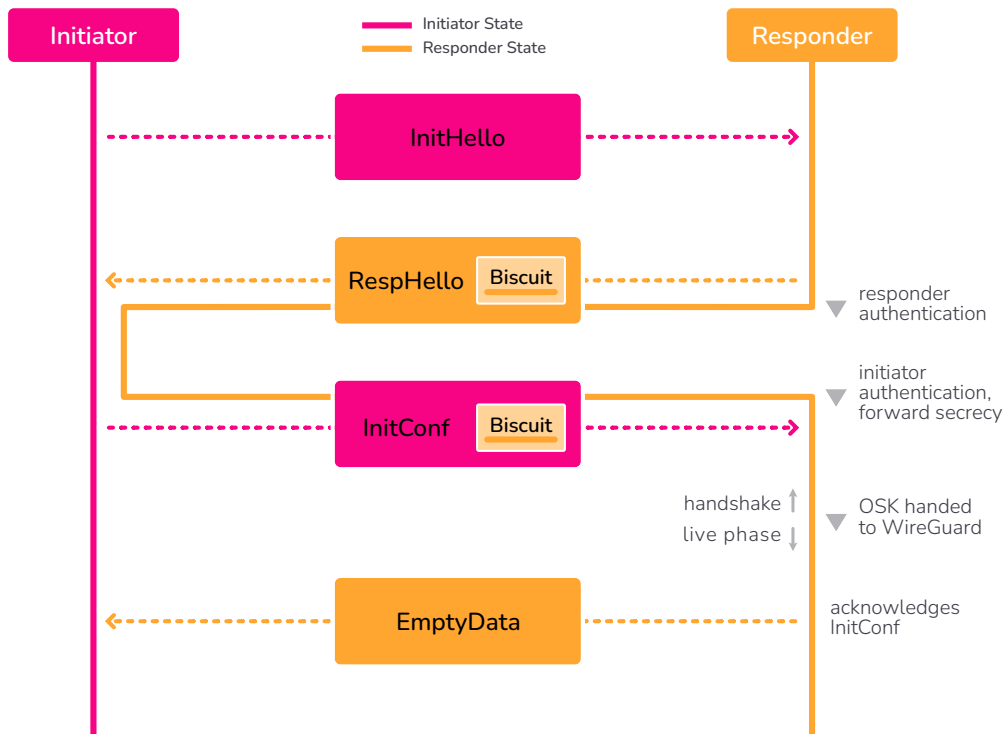 Initiator
Initiator State
Responder State
Responder
InitHello
RespHello
Biscuit
responder
authentication
initiator
authentication,
forward secrecy
InitConf
Biscuit
handshake
live phase
OSK handed
to WireGuard
EmptyData
acknowledges
InitConf